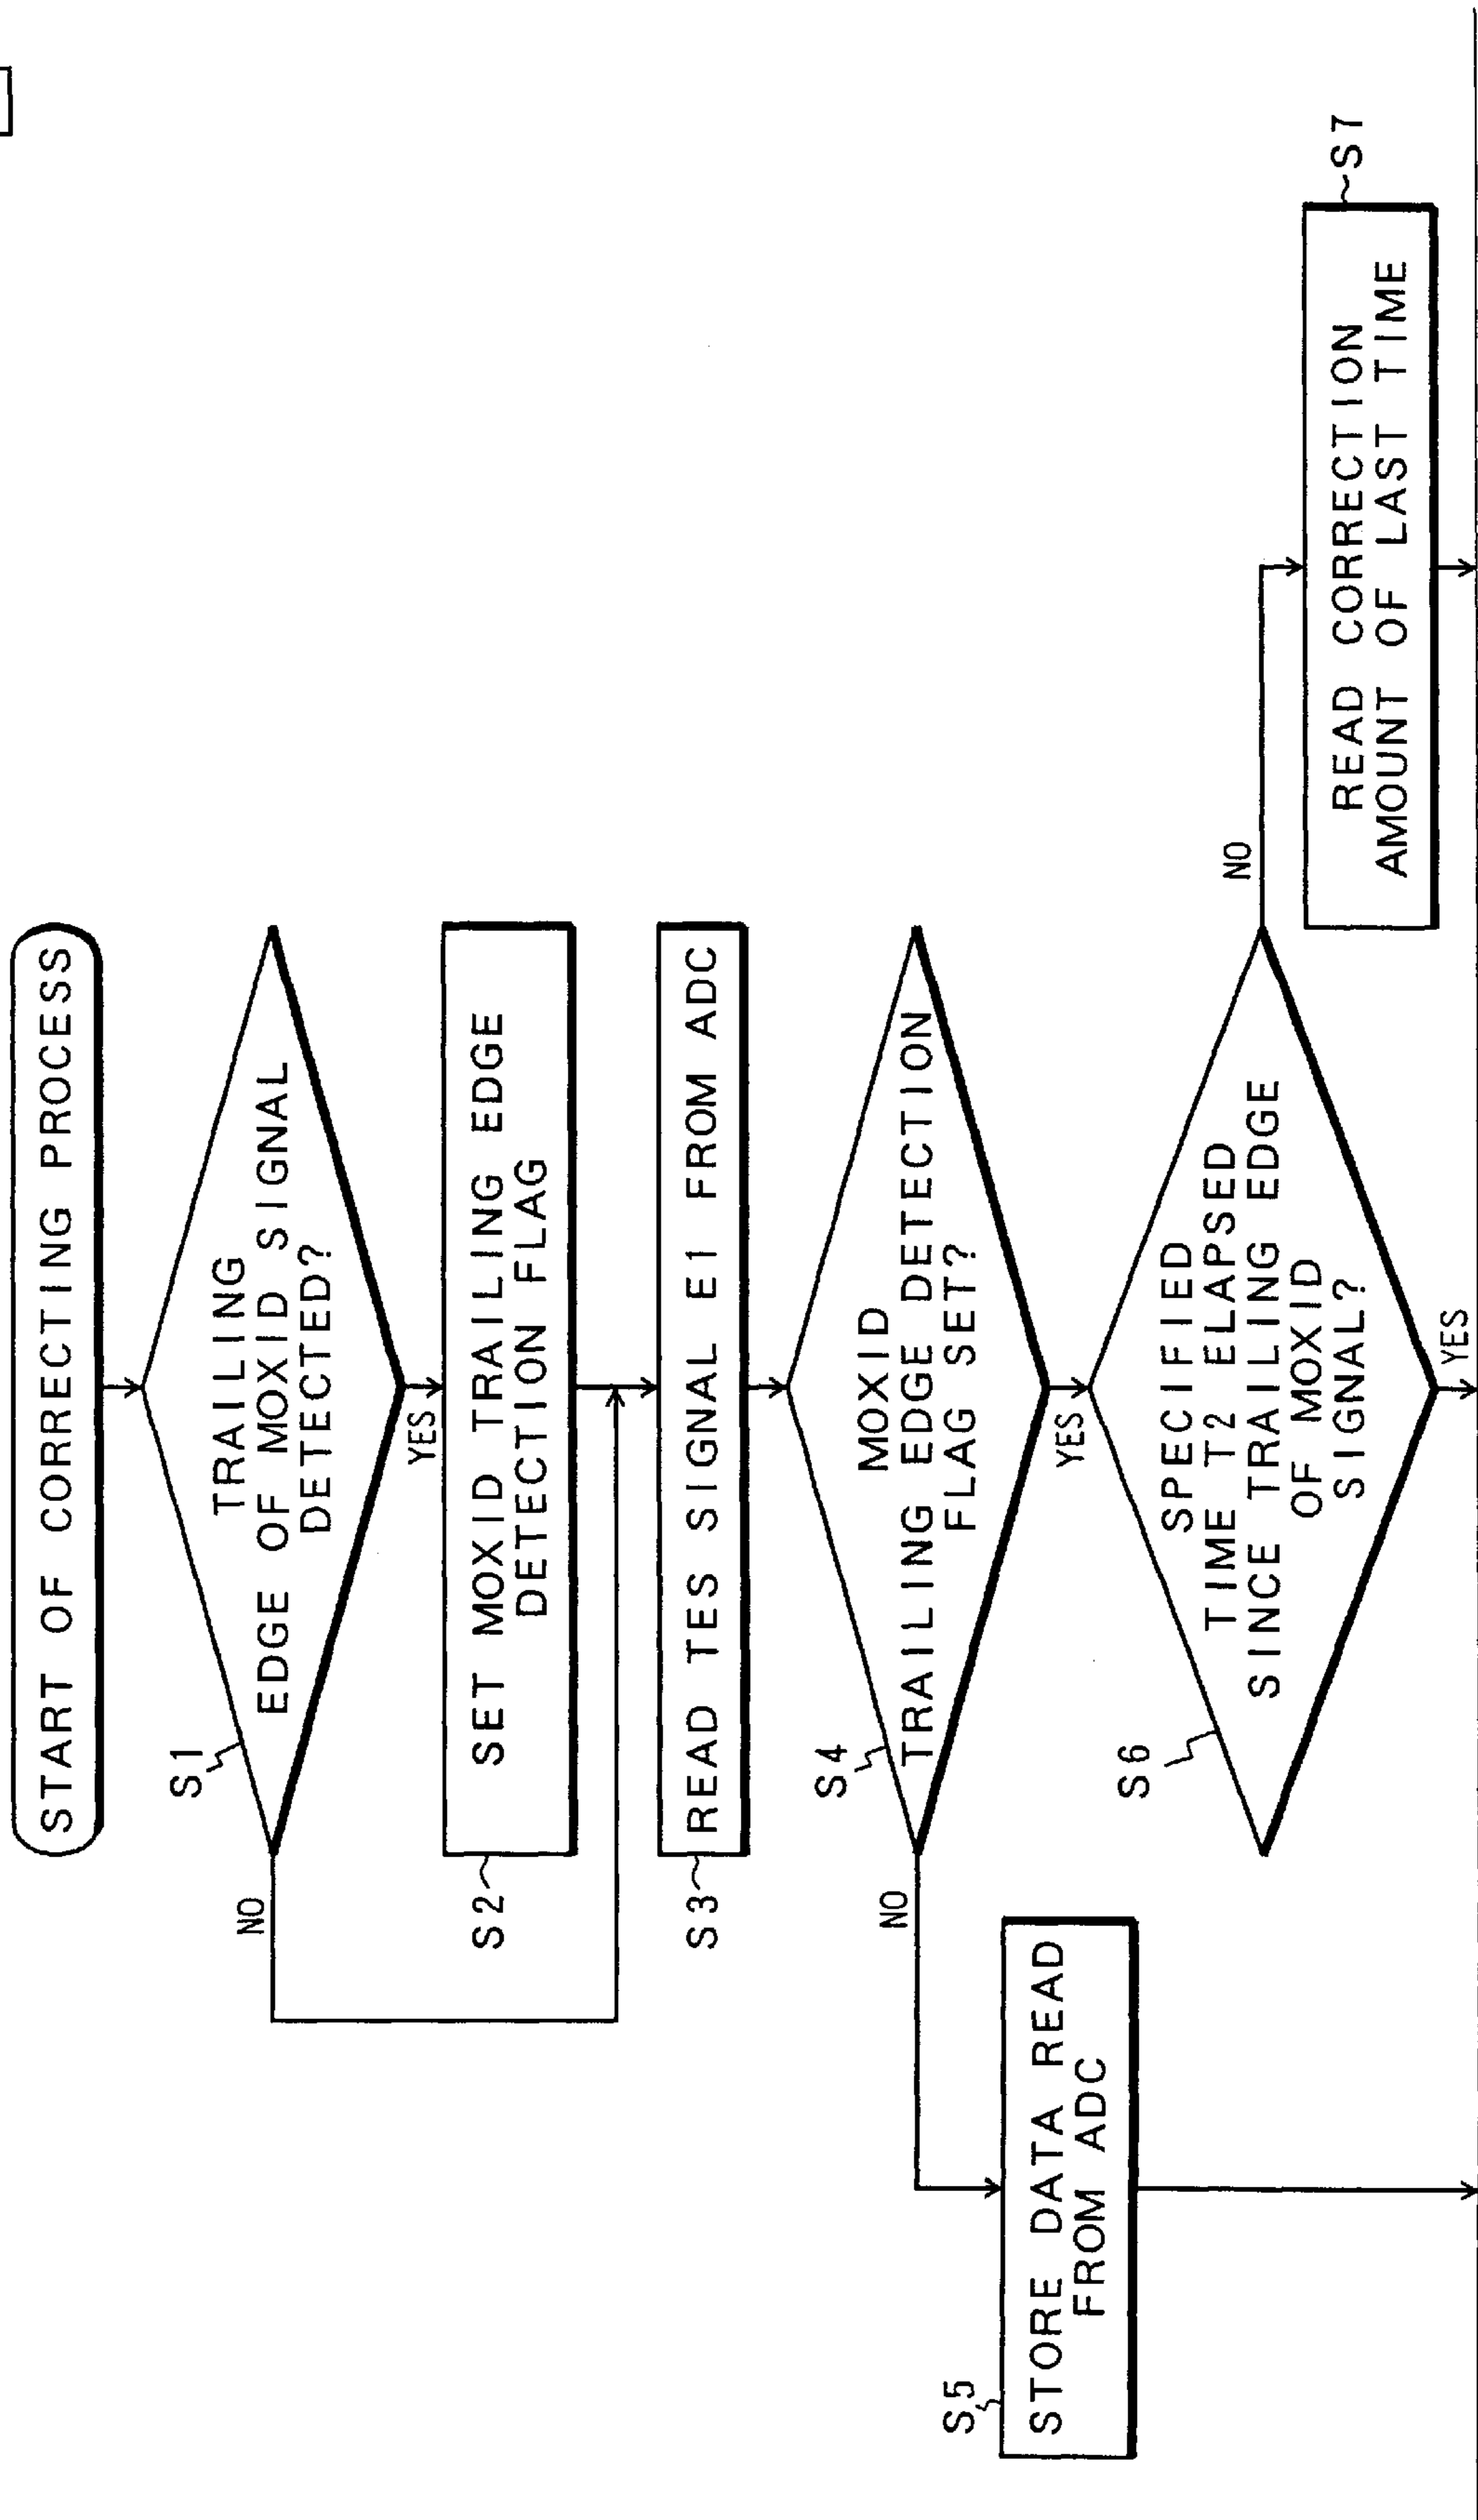 START OF CORRECTING PROCESS
S1
TRAILING
EDGE OF MOXID SIGNAL
DETECTED?
NO
YES
S2
SET MOXID TRAILING EDGE
DETECTION FLAG
S3
READ TES SIGNAL E1 FROM ADC
S4
MOXID
TRAILING EDGE DETECTION
FLAG SET?
NO
YES
S5
STORE DATA READ
FROM ADC
S6
SPECIFIED
TIME T2 ELAPSED
SINCE TRAILING EDGE
OF MOXID
SIGNAL?
NO
YES
S7
READ CORRECTION
AMOUNT OF LAST TIME